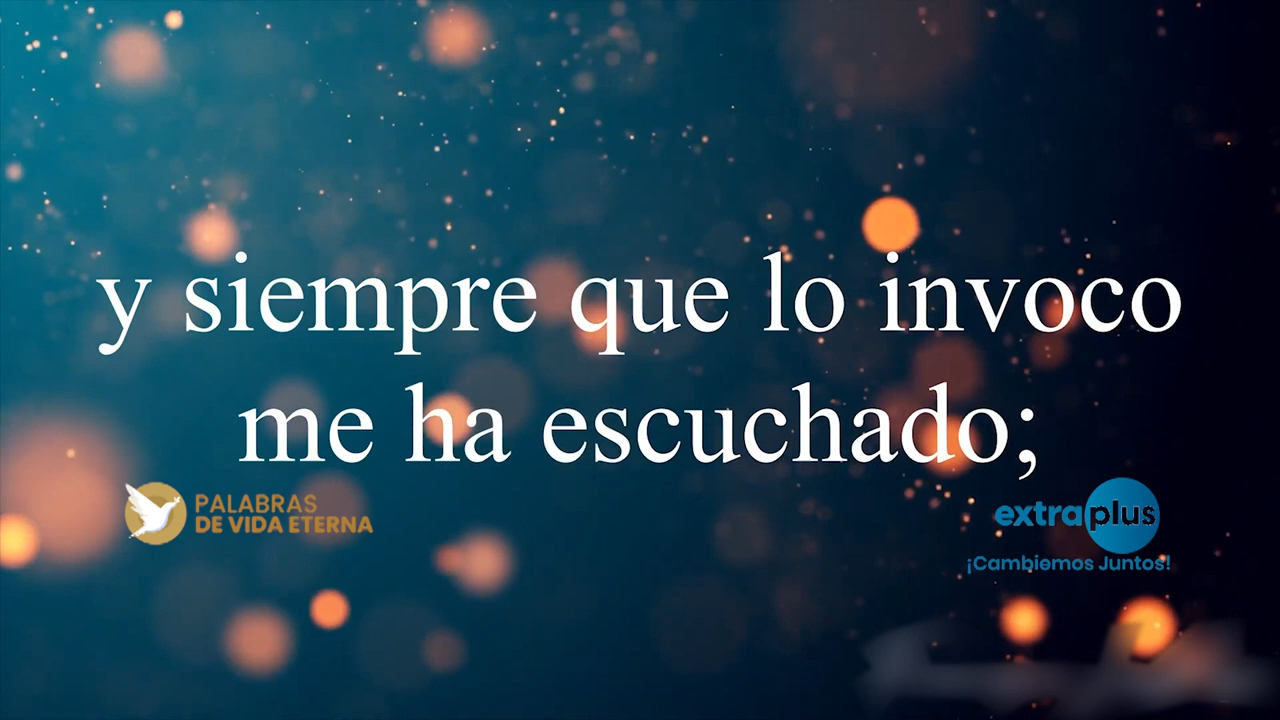 y siempre que lo invoco
me ha escuchado;
PALABRAS
DE VIDA ETERNA
extraplus
¡Cambiemos Juntos!